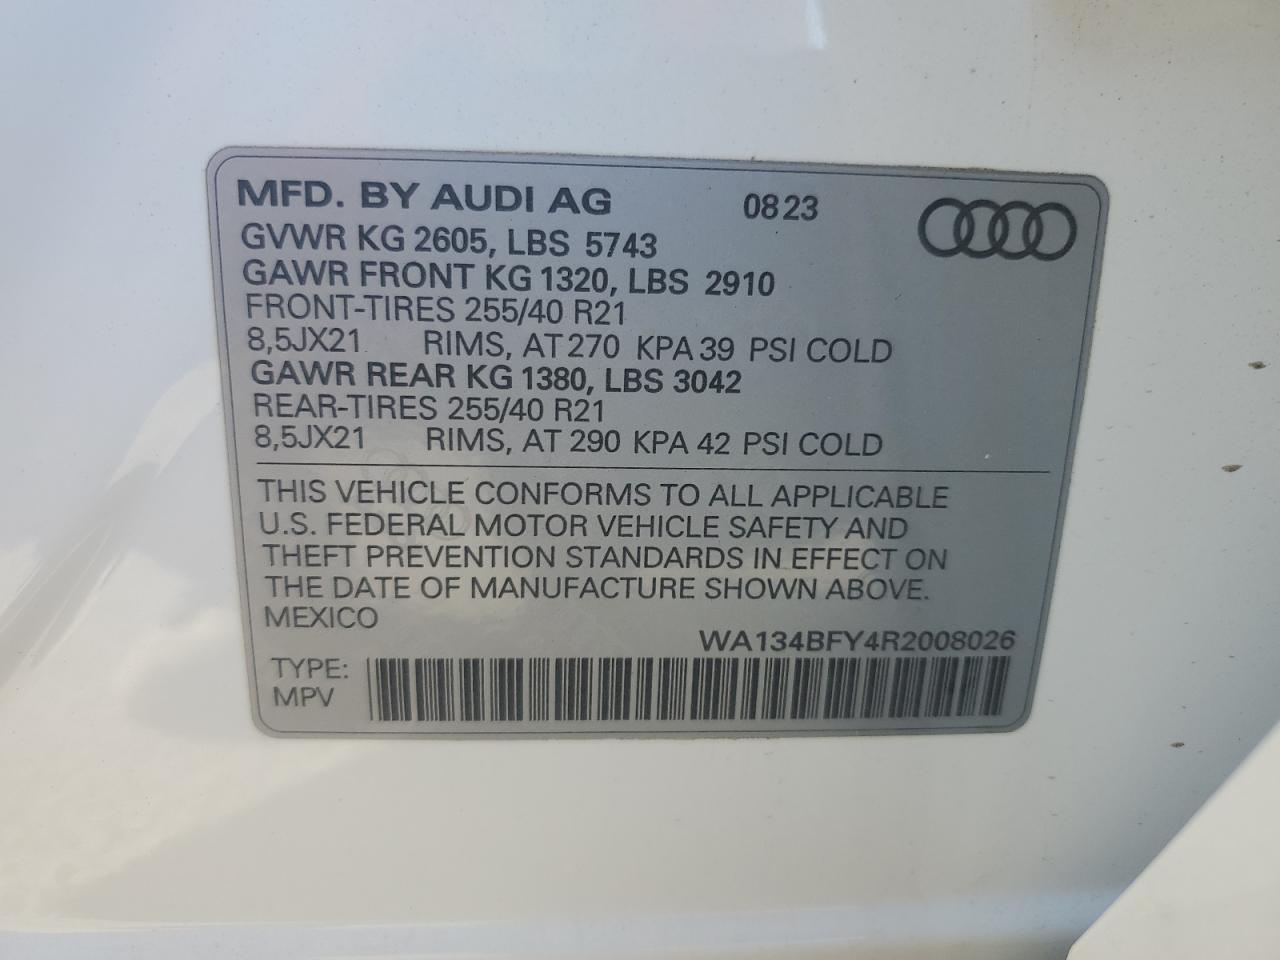 MFD. BY AUDI AG 0823
GVWR KG 2605, LBS 5743
GAWR FRONT KG 1320, LBS 2910
FRONT-TIRES 255/40 R21
8,5JX21 RIMS, AT 270 KPA 39 PSI COLD
GAWR REAR KG 1380, LBS 3042
REAR-TIRES 255/40 R21
8,5JX21 RIMS, AT 290 KPA 42 PSI COLD
THIS VEHICLE CONFORMS TO ALL APPLICABLE
U.S. FEDERAL MOTOR VEHICLE SAFETY AND
THEFT PREVENTION STANDARDS IN EFFECT ON
THE DATE OF MANUFACTURE SHOWN ABOVE.
MEXICO
WA134BFY4R2008026
TYPE:
MPV